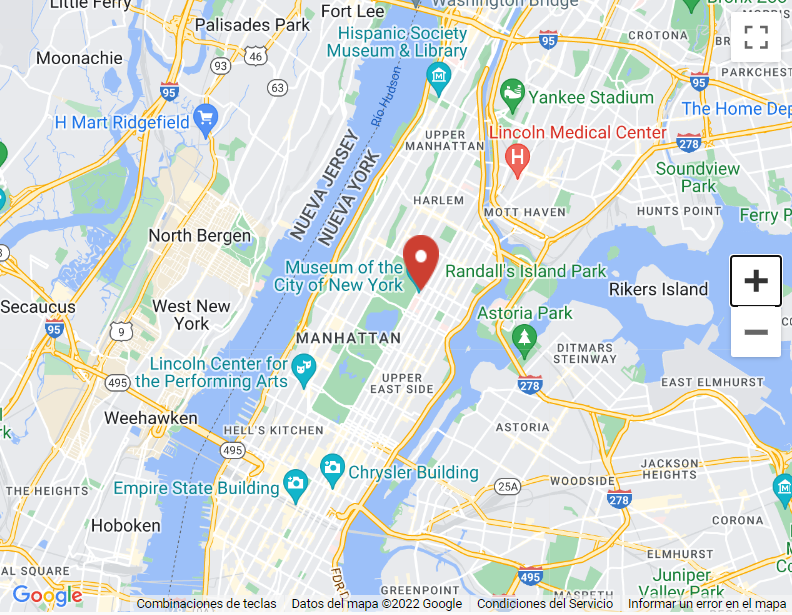 Little Ferry
Fort Lee
Washington Bridge
Palisades Park
Hispanic Society
Museum & Library
95
CROTONA
Moonachie
46
93
63
95
95
PARKCHEST
Río Hudson
Yankee Stadium
The Home Dep
H Mart Ridgefield
Lincoln Medical Center
H
278
UPPER
MANHATTAN
NUEVA JERSEY
NUEVA YORK
Soundview
Park
HARLEM
MOTT HAVEN
HUNTS POINT
Ferry P
North Bergen
Museum of the
City of New York
Randall's Island Park
Rikers Island
Secaucus
West New
York
Astoria Park
95
9
MANHATTAN
DITMARS
STEINWAY
Lincoln Center for
the Performing Arts
495
UPPER
EAST SIDE
278
EAST ELMHURST
Weehawken
HELL'S KITCHEN
ASTORIA
495
Chrysler Building
JACKSON
HEIGHTS
Empire State Building
25A
WOODSIDE
THE HEIGHTS
278
Hoboken
CORONA
ELMHURST
AL SQUARE
FDR D
495
GREENPOINT
MASPETH
Juniper
Valley Park
Google
Combinaciones de teclas
Datos del mapa ©2022 Google
Condiciones del Servicio
Informar un error en el mapa